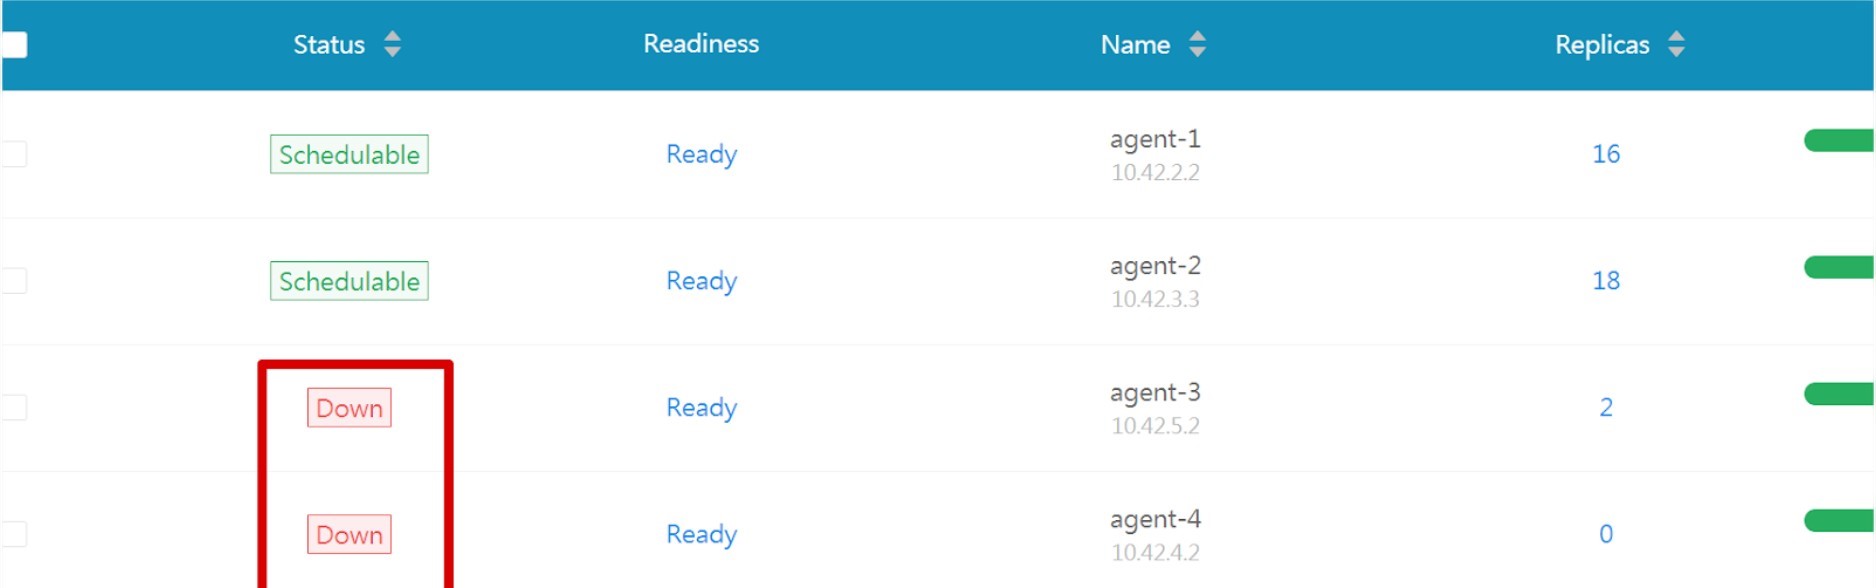 Status Readiness Name Replicas
Schedulable Ready agent-1 16
10.42.2.2
Schedulable Ready agent-2 18
10.42.3.3
Down Ready agent-3 2
10.42.5.2
Down Ready agent-4 0
10.42.4.2